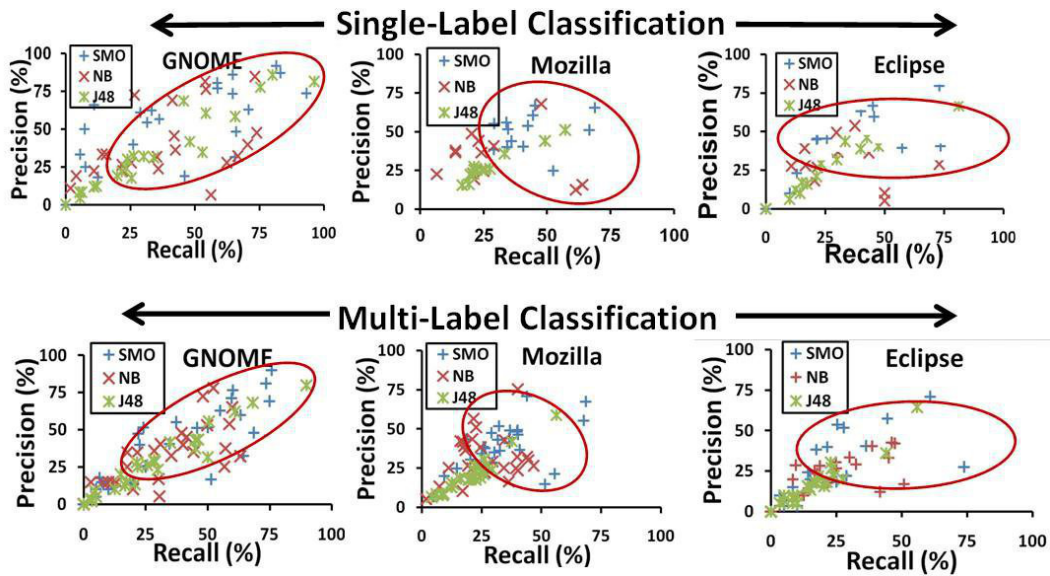 Single-Label Classification
GNOME
SMO
NB
J48
Precision (%)
100
75
50
25
0
0 25 50 75 100
Recall (%)
Mozilla
SMO
NB
J48
Precision (%)
100
75
50
25
0
0 25 50 75 100
Recall (%)
Eclipse
SMO
NB
J48
Precision (%)
100
75
50
25
0
0 25 50 75 100
Recall (%)
Multi-Label Classification
GNOME
SMO
NB
J48
Precision (%)
100
75
50
25
0
0 25 50 75 100
Recall (%)
Mozilla
SMO
NB
J48
Precision (%)
100
75
50
25
0
0 25 50 75 100
Recall (%)
Eclipse
SMO
NB
J48
Precision (%)
100
75
50
25
0
0 25 50 75 100
Recall (%)